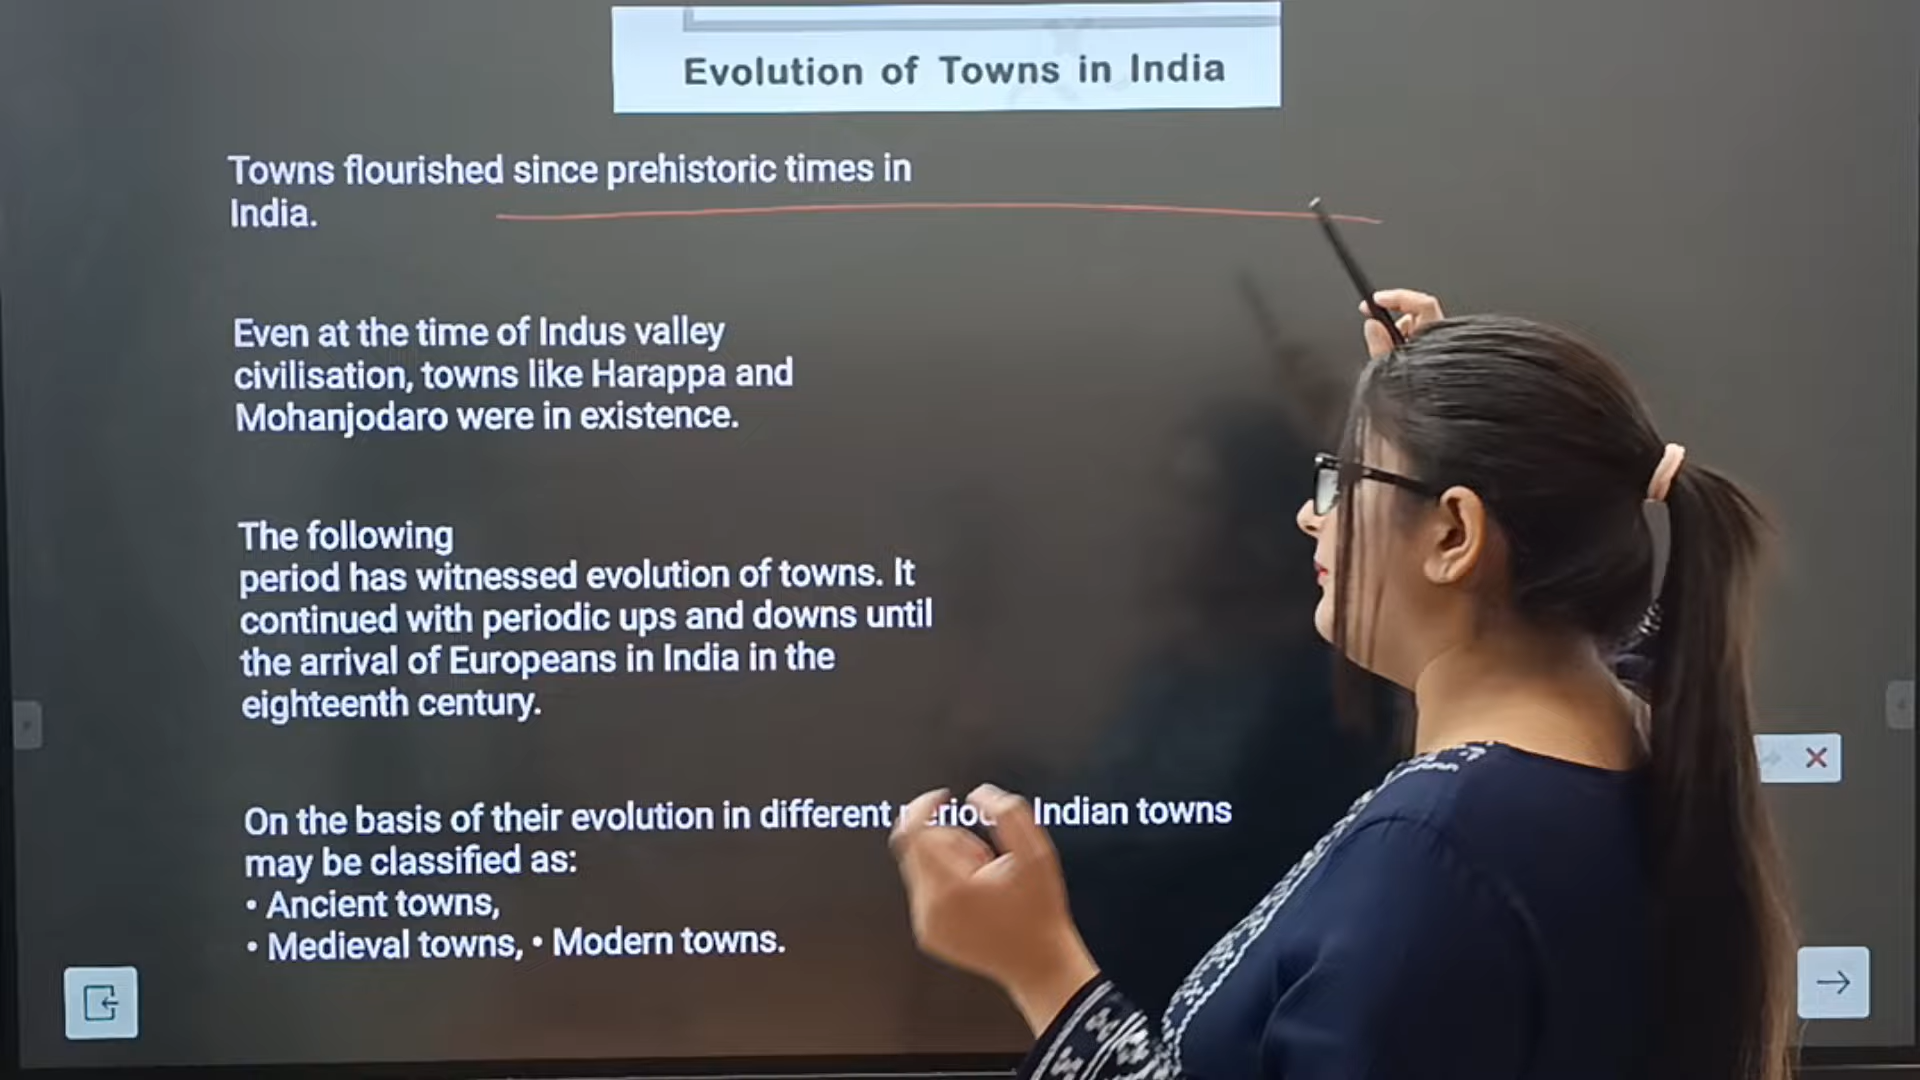 Evolution of Towns in India
Towns flourished since prehistoric times in
India.
Even at the time of Indus valley
civilisation, towns like Harappa and
Mohanjodaro were in existence.
The following
period has witnessed evolution of towns. It
continued with periodic ups and downs until
the arrival of Europeans in India in the
eighteenth century.
On the basis of their evolution in different Indian towns
may be classified as:
• Ancient towns,
• Medieval towns, • Modern towns.